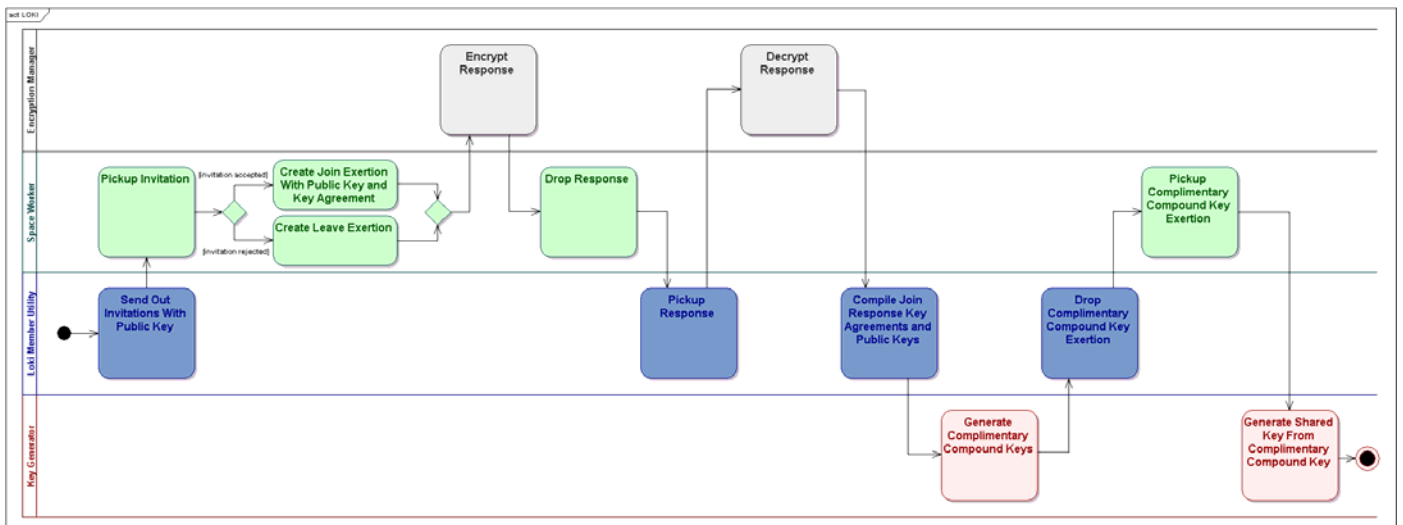 act LOKI
Encryption Manager
Encrypt
Response
Decrypt
Response
Space Worker
Pickup Invitation
[invitation accepted]
[invitation rejected]
Create Join Exertion
With Public Key and
Key Agreement
Create Leave Exertion
Drop Response
Pickup
Complimentary
Compound Key
Exertion
Loki Member Utility
Send Out
Invitations With
Public Key
Pickup
Response
Compile Join
Response Key
Agreements and
Public Keys
Drop
Complimentary
Compound Key
Exertion
Key Generator
Generate
Complimentary
Compound Keys
Generate Shared
Key From
Complimentary
Compound Key